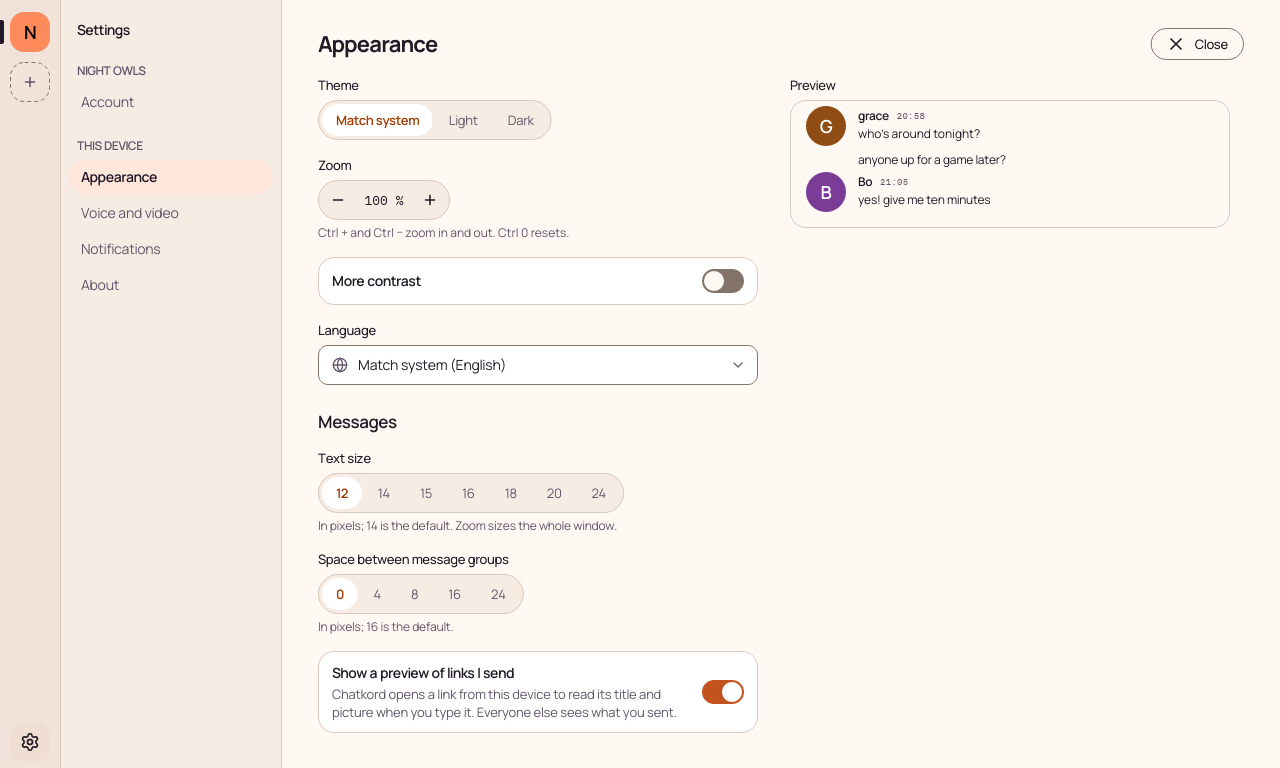 N
Settings
NIGHT OWLS
Account
THIS DEVICE
Appearance
Voice and video
Notifications
About
Appearance
Close
Theme
Match system
Light
Dark
Zoom
100 %
Ctrl + and Ctrl − zoom in and out. Ctrl 0 resets.
More contrast
Language
Match system (English)
Messages
Text size
12 14 15 16 18 20 24
In pixels; 14 is the default. Zoom sizes the whole window.
Space between message groups
0 4 8 16 24
In pixels; 16 is the default.
Show a preview of links I send
Chatkord opens a link from this device to read its title and
picture when you type it. Everyone else sees what you sent.
Preview
G
grace 20:58
who's around tonight?
anyone up for a game later?
B
Bo 21:05
yes! give me ten minutes